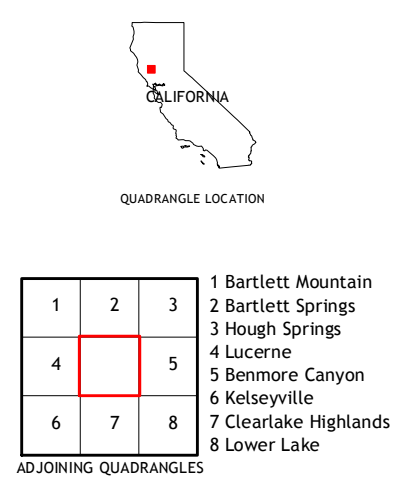 CALIFORNIA
QUADRANGLE LOCATION
1 2 3
4 5
6 7 8
ADJOINING QUADRANGLES
1 Bartlett Mountain
2 Bartlett Springs
3 Hough Springs
4 Lucerne
5 Benmore Canyon
6 Kelseyville
7 Clearlake Highlands
8 Lower Lake